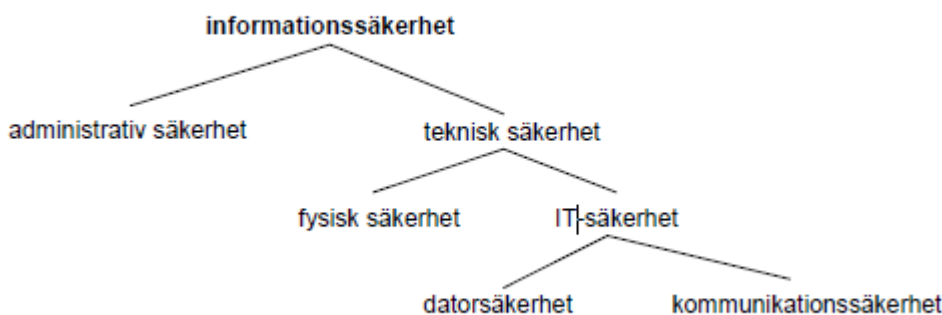 informationssäkerhet
administrativ säkerhet
teknisk säkerhet
fysisk säkerhet
IT-säkerhet
datorsäkerhet
kommunikationssäkerhet